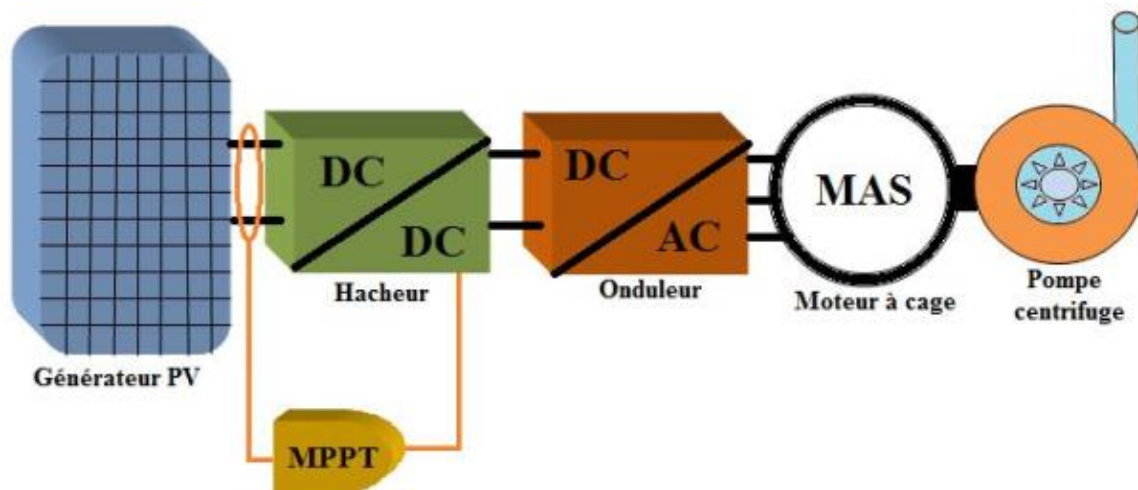 DC
DC
Hacheur
DC
AC
Onduleur
MAS
Moteur à cage
Pompe
centrifuge
Générateur PV
MPPT